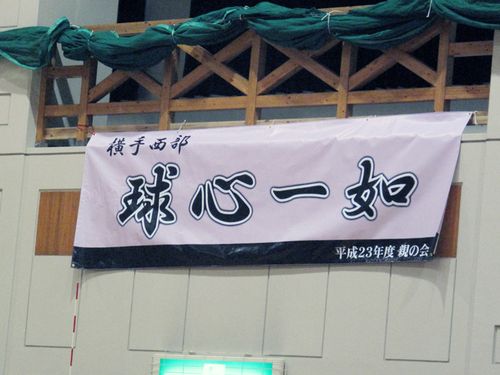 横手西部
球心一如
平成23年度 親の会